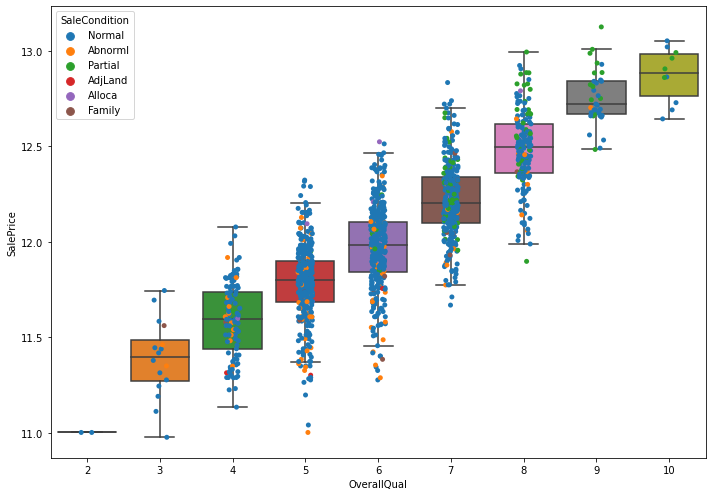 SaleCondition
Normal
Abnorml
Partial
AdjLand
Alloca
Family
13.0
12.5
12.0
11.5
11.0
SalePrice
2 3 4 5 6 7 8 9 10
OverallQual